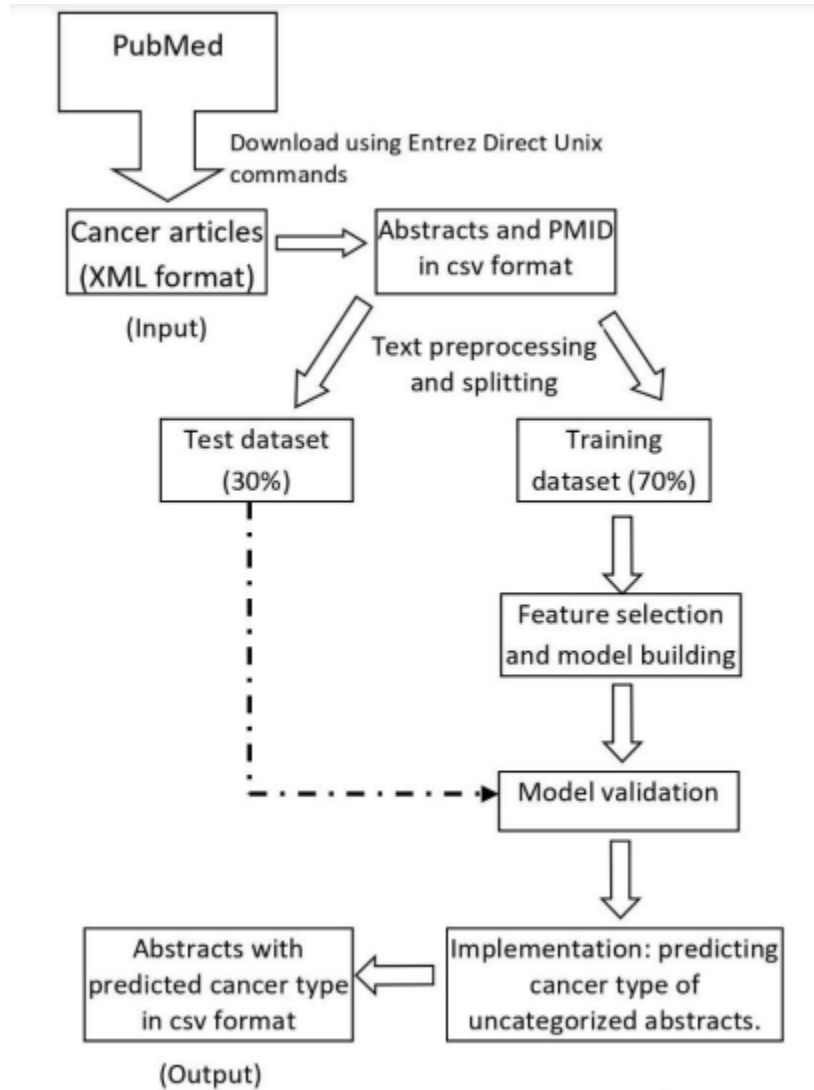 PubMed
Download using Entrez Direct Unix
commands
Cancer articles
(XML format)
(Input)
Abstracts and PMID
in csv format
Text preprocessing
and splitting
Test dataset
(30%)
Training
dataset (70%)
Feature selection
and model building
Model validation
Implementation: predicting
cancer type of
uncategorized abstracts.
Abstracts with
predicted cancer type
in csv format
(Output)